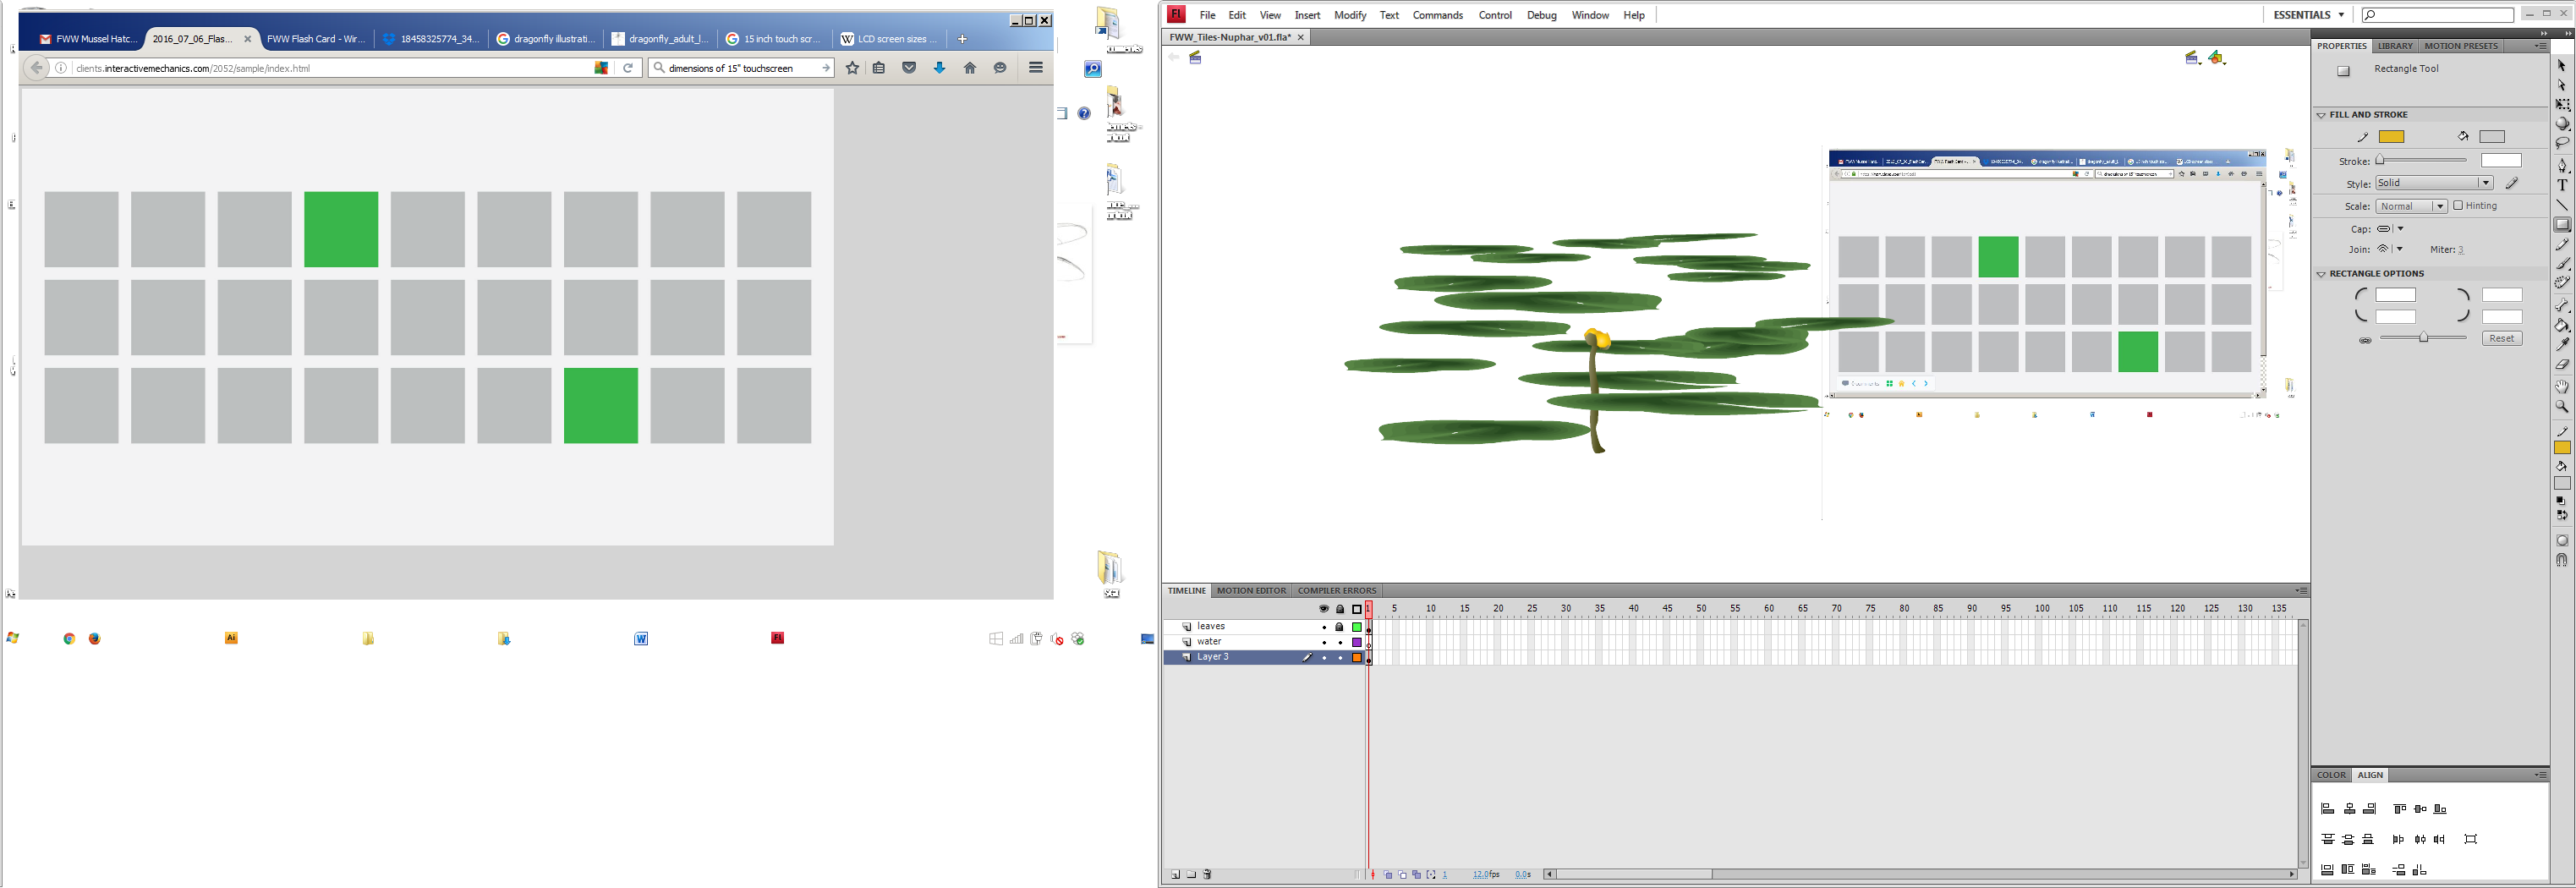 FWW Mussel Hatc...
2016_07_06_Flas...
FWW Flash Card - Wir...
18458325774_34...
dragonfly illustrati...
dragonfly_adult_l...
15 inch touch scr...
LCD screen sizes ...
clients.interactivemechanics.com/2052/sample/index.html
dimensions of 15" touchscreen
Ai
W
FL
FL File Edit View Insert Modify Text Commands Control Debug Window Help
ESSENTIALS
FWW_Tiles-Nuphar_v01.fla*
PROPERTIES LIBRARY MOTION PRESETS
Rectangle Tool
FILL AND STROKE
Stroke:
Style: Solid
Scale: Normal Hinting
Cap:
Join: Miter: 3
RECTANGLE OPTIONS
Reset
TIMELINE MOTION EDITOR COMPILER ERRORS
1 5 10 15 20 25 30 35 40 45 50 55 60 65 70 75 80 85 90 95 100 105 110 115 120 125 130 135
leaves
water
Layer 3
1 12.0fps 0.0s
COLOR ALIGN